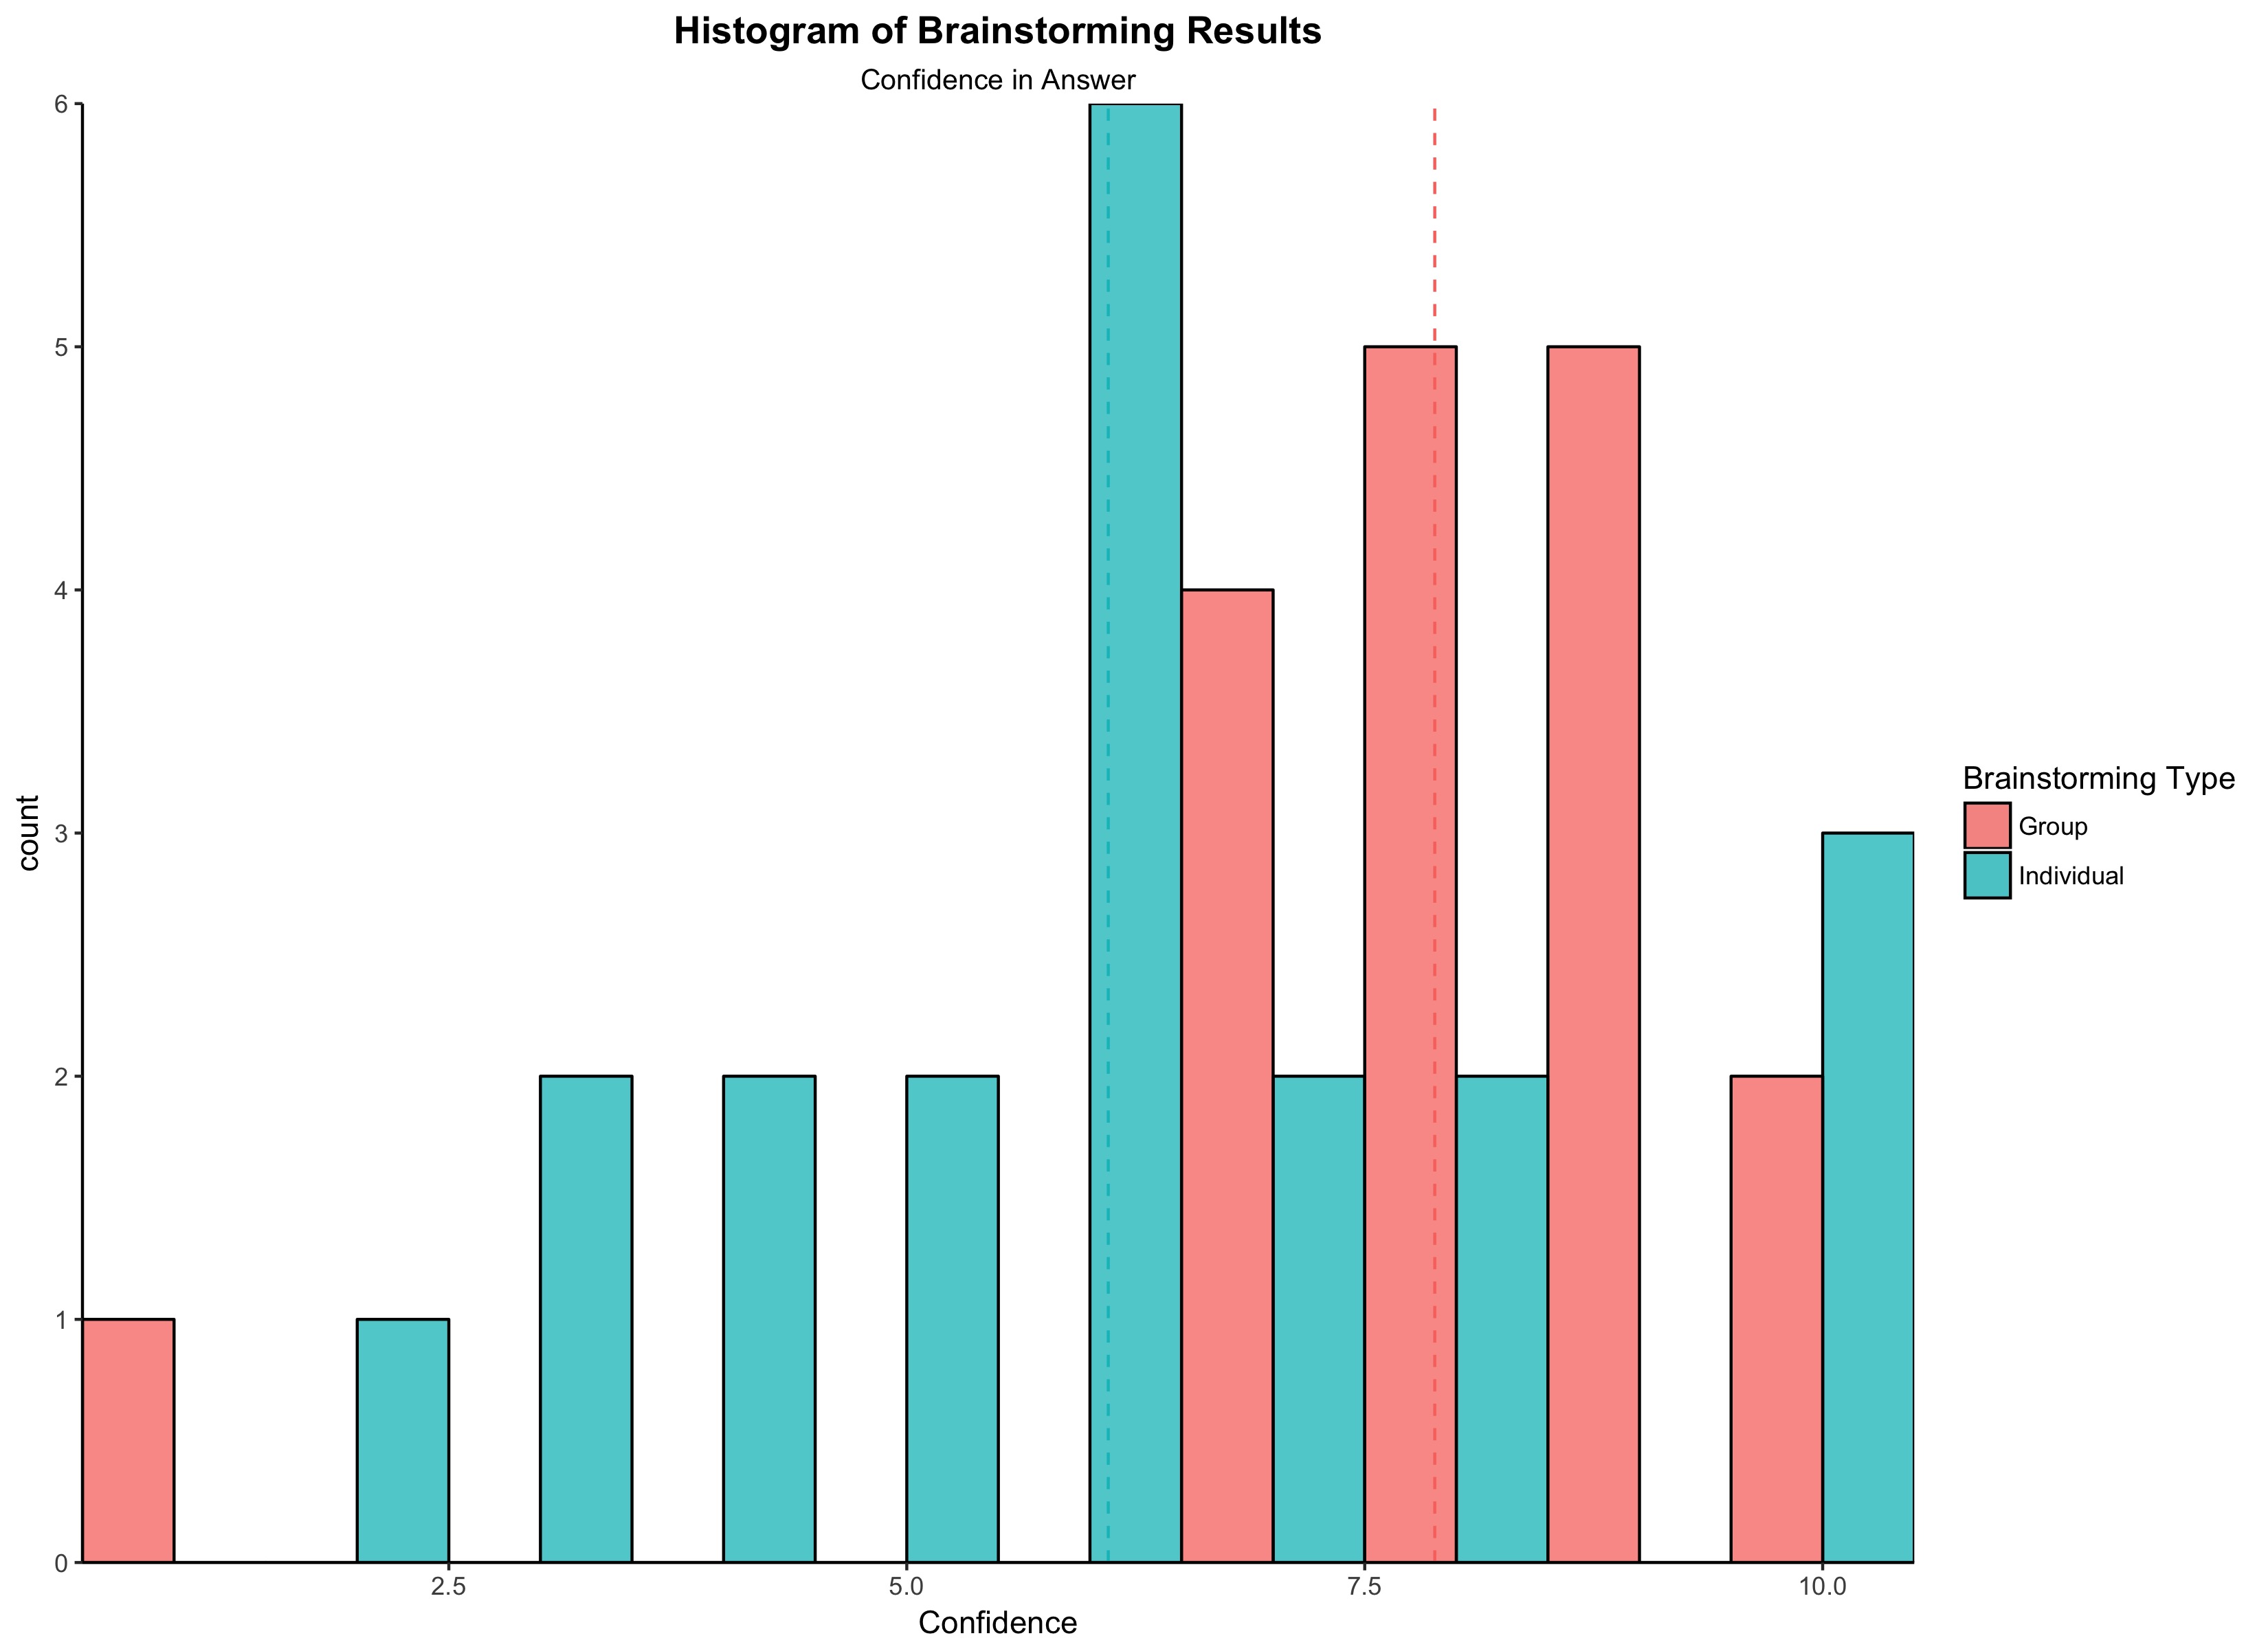 Histogram of Brainstorming Results
Confidence in Answer
6
5
4
3
2
1
0
count
2.5 5.0 7.5 10.0
Confidence
Brainstorming Type
Group
Individual